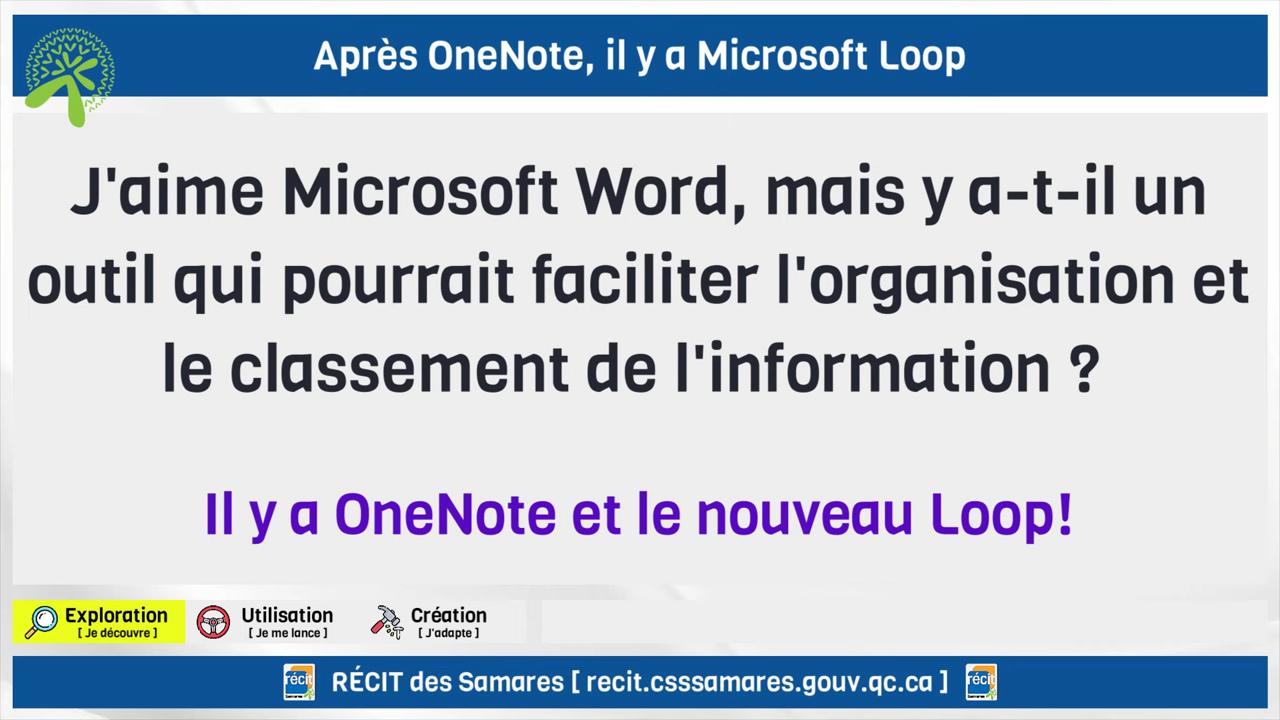 Après OneNote, il y a Microsoft Loop
J'aime Microsoft Word, mais y a-t-il un
outil qui pourrait faciliter l'organisation et
le classement de l'information ?
Il y a OneNote et le nouveau Loop!
Exploration
[ Je découvre ]
Utilisation
[ Je me lance ]
Création
[ J'adapte ]
récit
Samares
RÉCIT des Samares [ recit.csssamares.gouv.qc.ca ]
récit
Samares